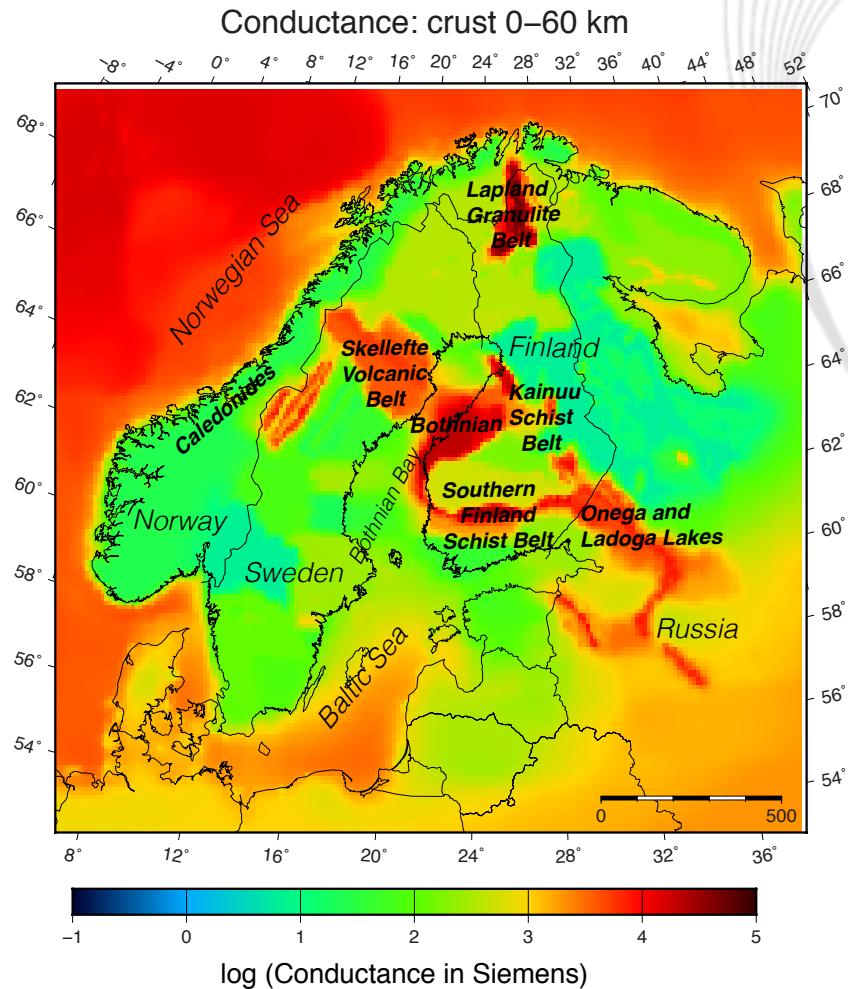 Conductance: crust 0–60 km
−8° −4° 0° 4° 8° 12° 16° 20° 24° 28° 32° 36° 40° 44° 48° 52°
68°
66°
64°
62°
60°
58°
56°
54°
70°
68°
66°
64°
62°
60°
58°
56°
54°
Lapland
Granulite
Belt
Norwegian Sea
Skellefte
Volcanic
Belt
Finland
Caledonides
Kainuu
Schist
Belt
Bothnian
Bothnian Bay
Southern
Finland
Schist Belt
Onega and
Ladoga Lakes
Norway
Sweden
Russia
Baltic Sea
0 500
8° 12° 16° 20° 24° 28° 32° 36°
−1 0 1 2 3 4 5
log (Conductance in Siemens)